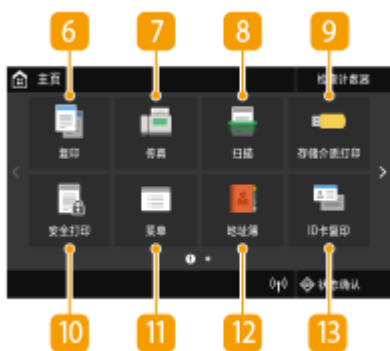 6 7 8 9
主页 检查计数器
复印 传真 扫描 存储介质打印
安全打印 菜单 地址簿 ID卡复印
状态确认
10 11 12 13